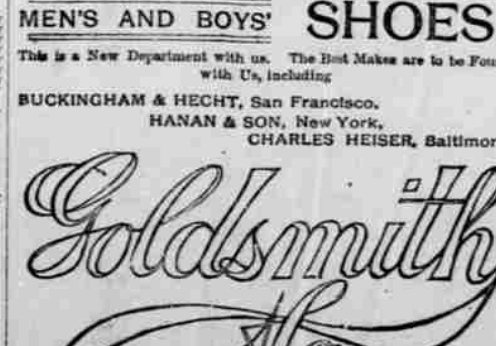 MEN'S AND BOYS' SHOES
This is a New Department with us. The Best Makes are to be Fou
with Us, including
BUCKINGHAM & HECHT, San Francisco.
HANAN & SON, New York,
CHARLES HEISER, Baltimor
Goldsmith